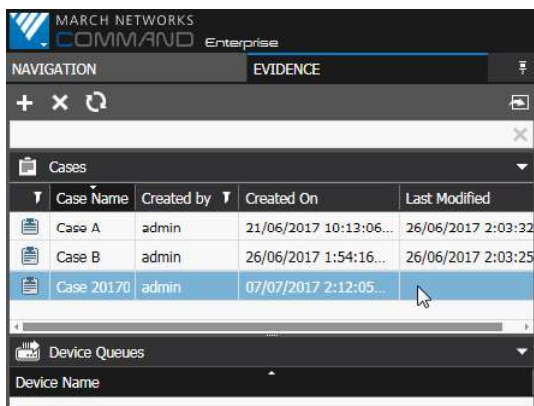 MARCH NETWORKS
COMMAND Enterprise
NAVIGATION EVIDENCE
Cases
Case Name Created by Created On Last Modified
Case A admin 21/06/2017 10:13:06... 26/06/2017 2:03:32
Case B admin 26/06/2017 1:54:16... 26/06/2017 2:03:25
Case 20170 admin 07/07/2017 2:12:05...
Device Queues
Device Name